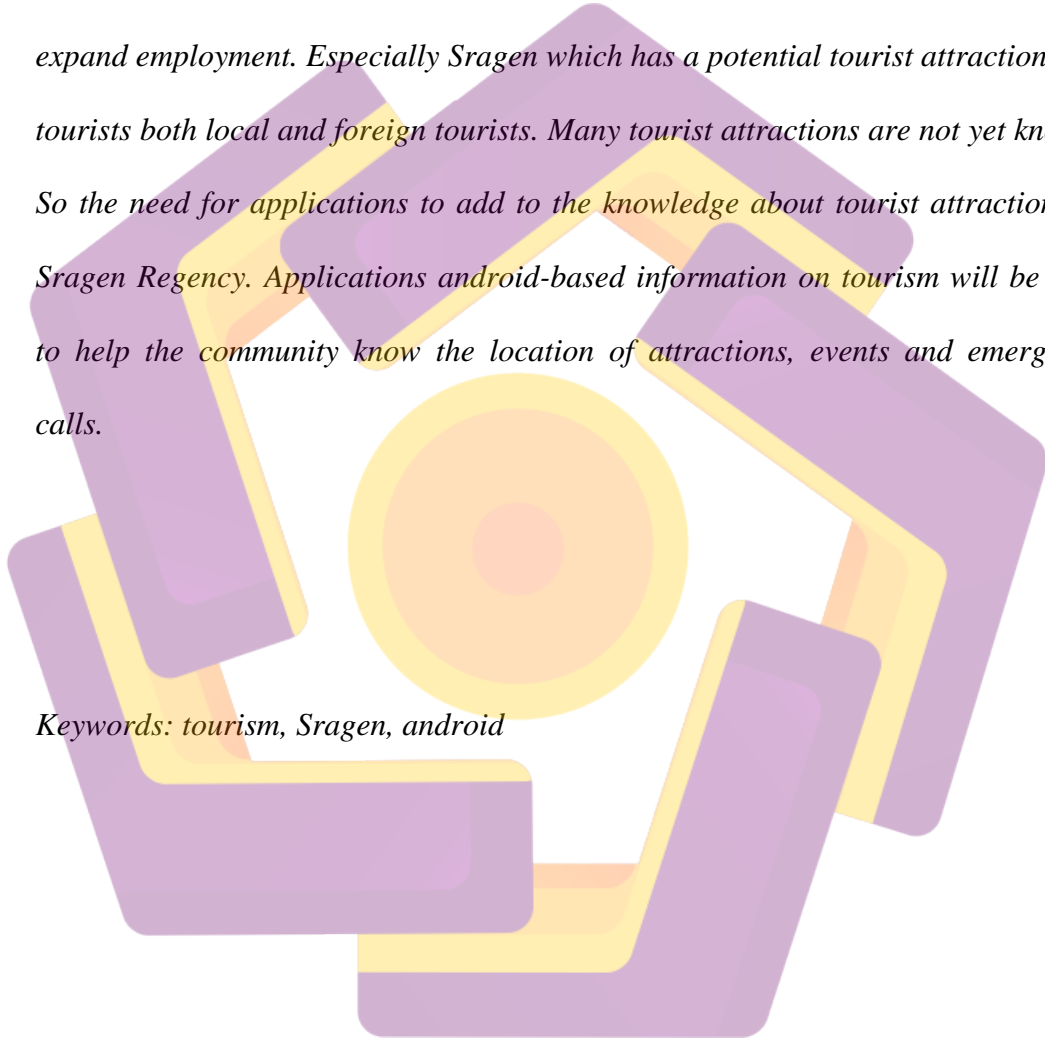 expand employment. Especially Sragen which has a potential tourist attraction
tourists both local and foreign tourists. Many tourist attractions are not yet
So the need for applications to add to the knowledge about tourist
Sragen Regency. Applications android-based information on tourism will be
to help the community know the location of attractions, events and
calls.
Keywords: tourism, Sragen, android